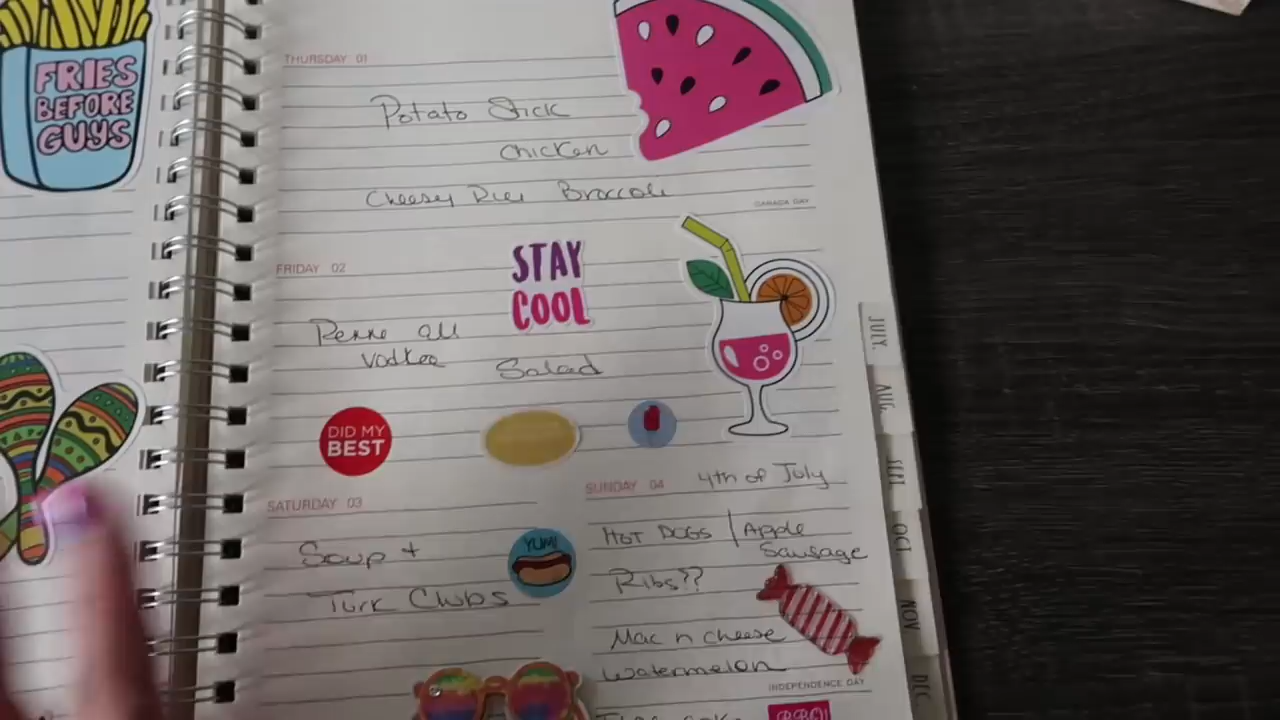 FRIES
BEFORE
GUYS
THURSDAY 01
Potato Stick
Chicken
Cheesy Rice Broccoli
CANADA DAY
FRIDAY 02
STAY
COOL
Penne all
vodka
Salad
DID MY
BEST
SATURDAY 03
Soup +
Turk Clubs
YUM!
SUNDAY 04 4th of July
HOT DOGS | Apple
Sausage
Ribs??
Mac n cheese
Watermelon
INDEPENDENCE DAY
JULY
AUG
SEPT
OCT
NOV
DEC